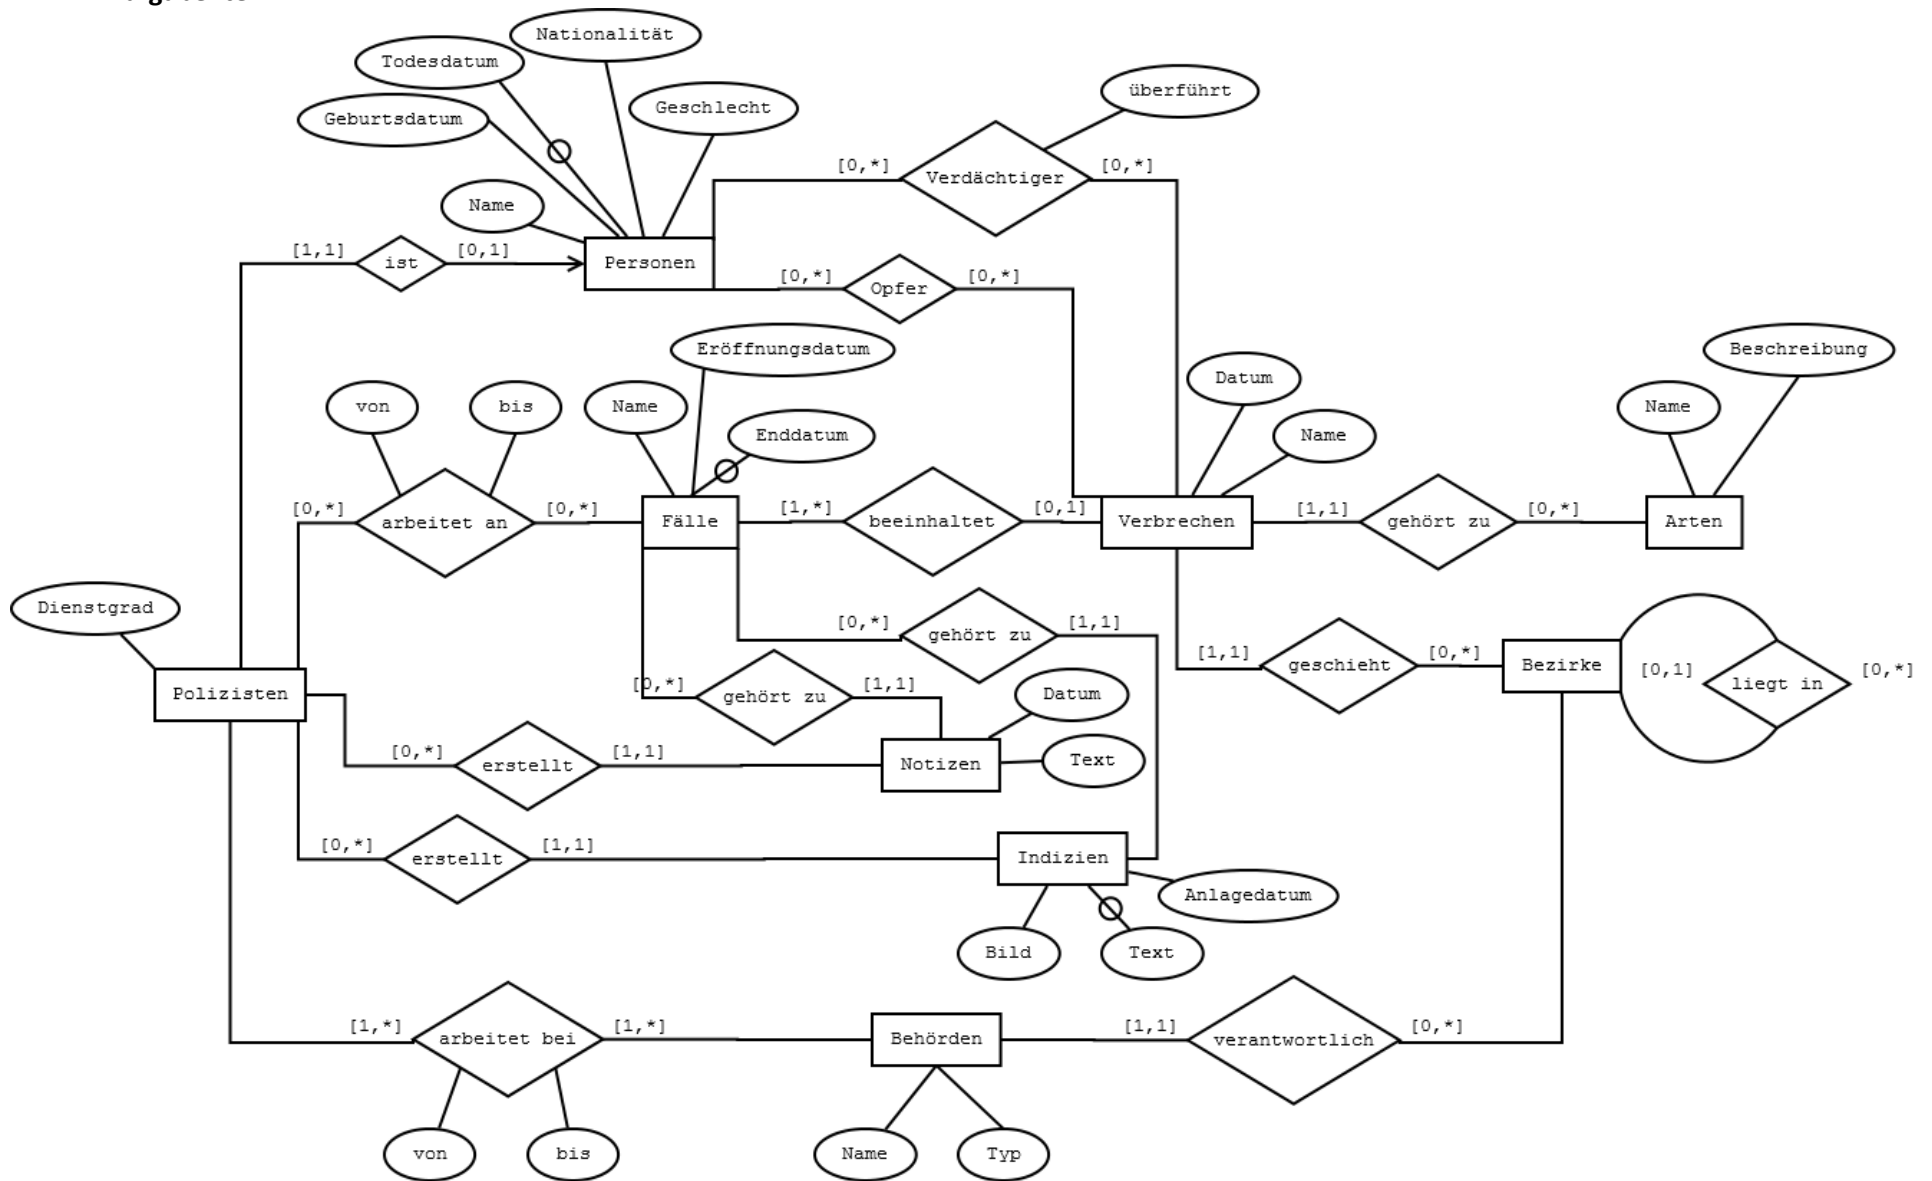 Nationalität
Todesdatum
Geburtsdatum
Geschlecht
überführt
Name
[0,*]
Verdächtiger
[0,*]
[1,1]
ist
[0,1]
Personen
[0,*]
Opfer
[0,*]
Eröffnungsdatum
Beschreibung
Datum
von
bis
Name
Enddatum
Name
Name
[0,*]
arbeitet an
[0,*]
Fälle
[1,*]
beeinhaltet
[0,1]
Verbrechen
[1,1]
gehört zu
[0,*]
Arten
Dienstgrad
[0,*]
gehört zu
[1,1]
[1,1]
geschieht
[0,*]
Bezirke
[0,1]
liegt in
[0,*]
Polizisten
[0,*]
gehört zu
[1,1]
Datum
[0,*]
erstellt
[1,1]
Notizen
Text
[0,*]
erstellt
[1,1]
Indizien
Anlagedatum
Bild
Text
[1,*]
arbeitet bei
[1,*]
Behörden
[1,1]
verantwortlich
[0,*]
von
bis
Name
Typ